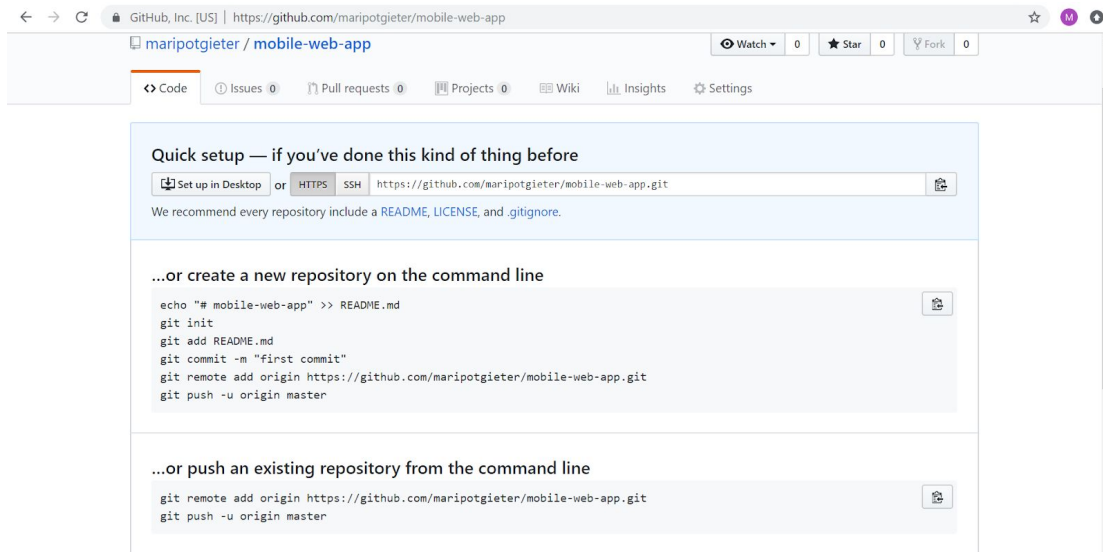 GitHub, Inc. [US] | https://github.com/maripotgieter/mobile-web-app
M
maripotgieter / mobile-web-app
Watch 0 Star 0 Fork 0
<> Code Issues 0 Pull requests 0 Projects 0 Wiki Insights Settings
Quick setup — if you’ve done this kind of thing before
Set up in Desktop or HTTPS SSH https://github.com/maripotgieter/mobile-web-app.git
We recommend every repository include a README, LICENSE, and .gitignore.
…or create a new repository on the command line
echo "# mobile-web-app" >> README.md
git init
git add README.md
git commit -m "first commit"
git remote add origin https://github.com/maripotgieter/mobile-web-app.git
git push -u origin master
…or push an existing repository from the command line
git remote add origin https://github.com/maripotgieter/mobile-web-app.git
git push -u origin master